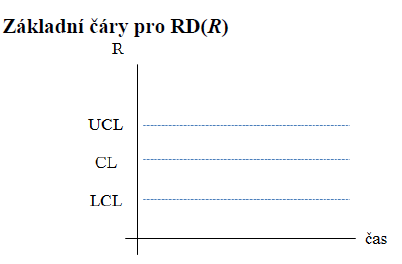 Základní čáry pro RD(R)
R
UCL
CL
LCL
čas